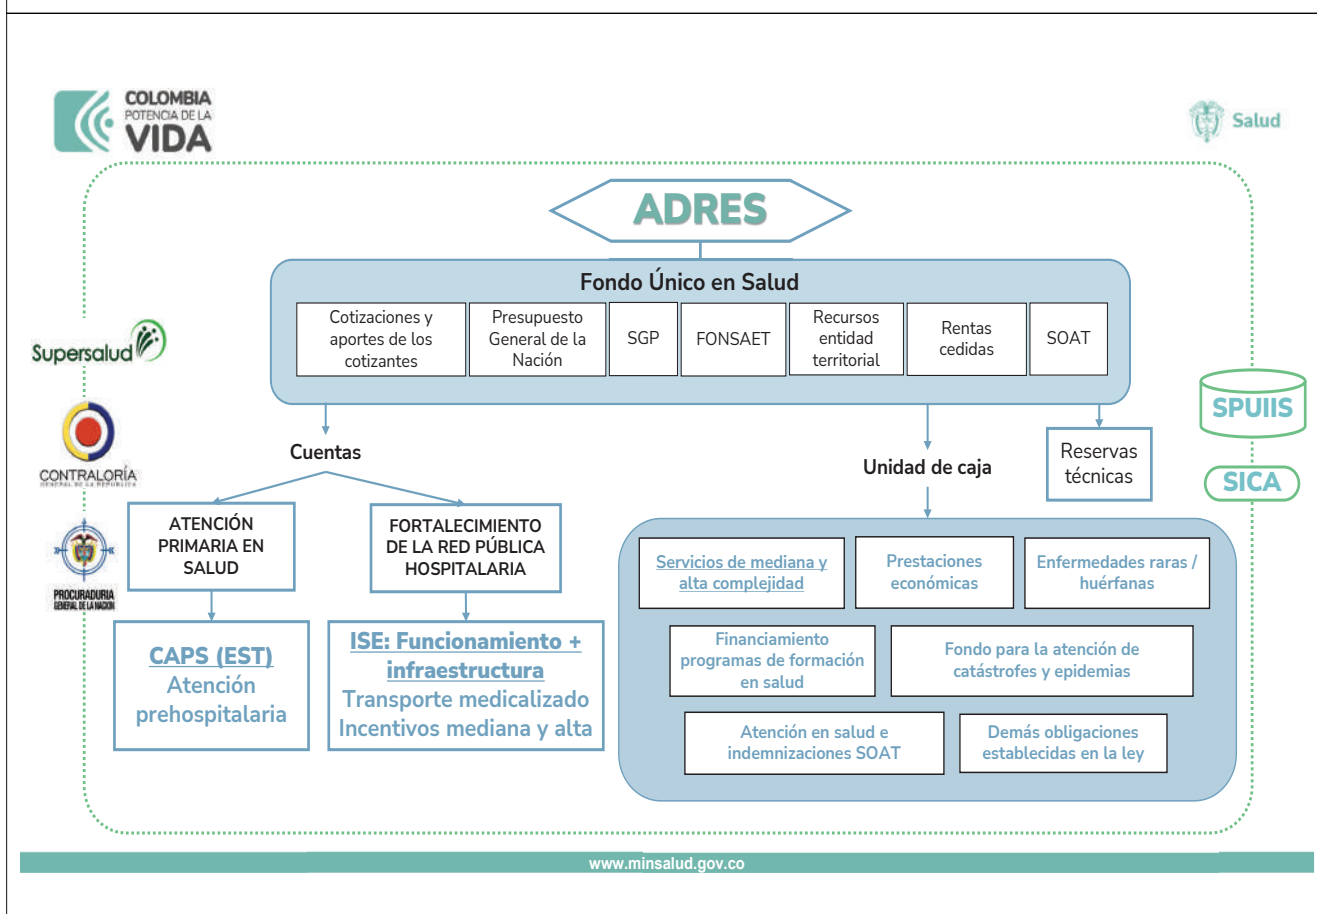 COLOMBIA
POTENCIA DE LA
VIDA
Salud
ADRES
Fondo Único en Salud
Cotizaciones y
aportes de los
cotizantes
Presupuesto
General de la
Nación
SGP
FONSAET
Recursos
entidad
territorial
Rentas
cedidas
SOAT
Supersalud
CONTRALORÍA
GENERAL DE LA REPÚBLICA
PROCURADURIA
GENERAL DE LA NACION
SPUIIS
SICA
Cuentas
Unidad de caja
Reservas
técnicas
ATENCIÓN
PRIMARIA EN
SALUD
FORTALECIMIENTO
DE LA RED PÚBLICA
HOSPITALARIA
CAPS (EST)
Atención
prehospitalaria
ISE: Funcionamiento +
infraestructura
Transporte medicalizado
Incentivos mediana y alta
Servicios de mediana y
alta complejidad
Prestaciones
económicas
Enfermedades raras /
huérfanas
Financiamiento
programas de formación
en salud
Fondo para la atención de
catástrofes y epidemias
Atención en salud e
indemnizaciones SOAT
Demás obligaciones
establecidas en la ley
www.minsalud.gov.co